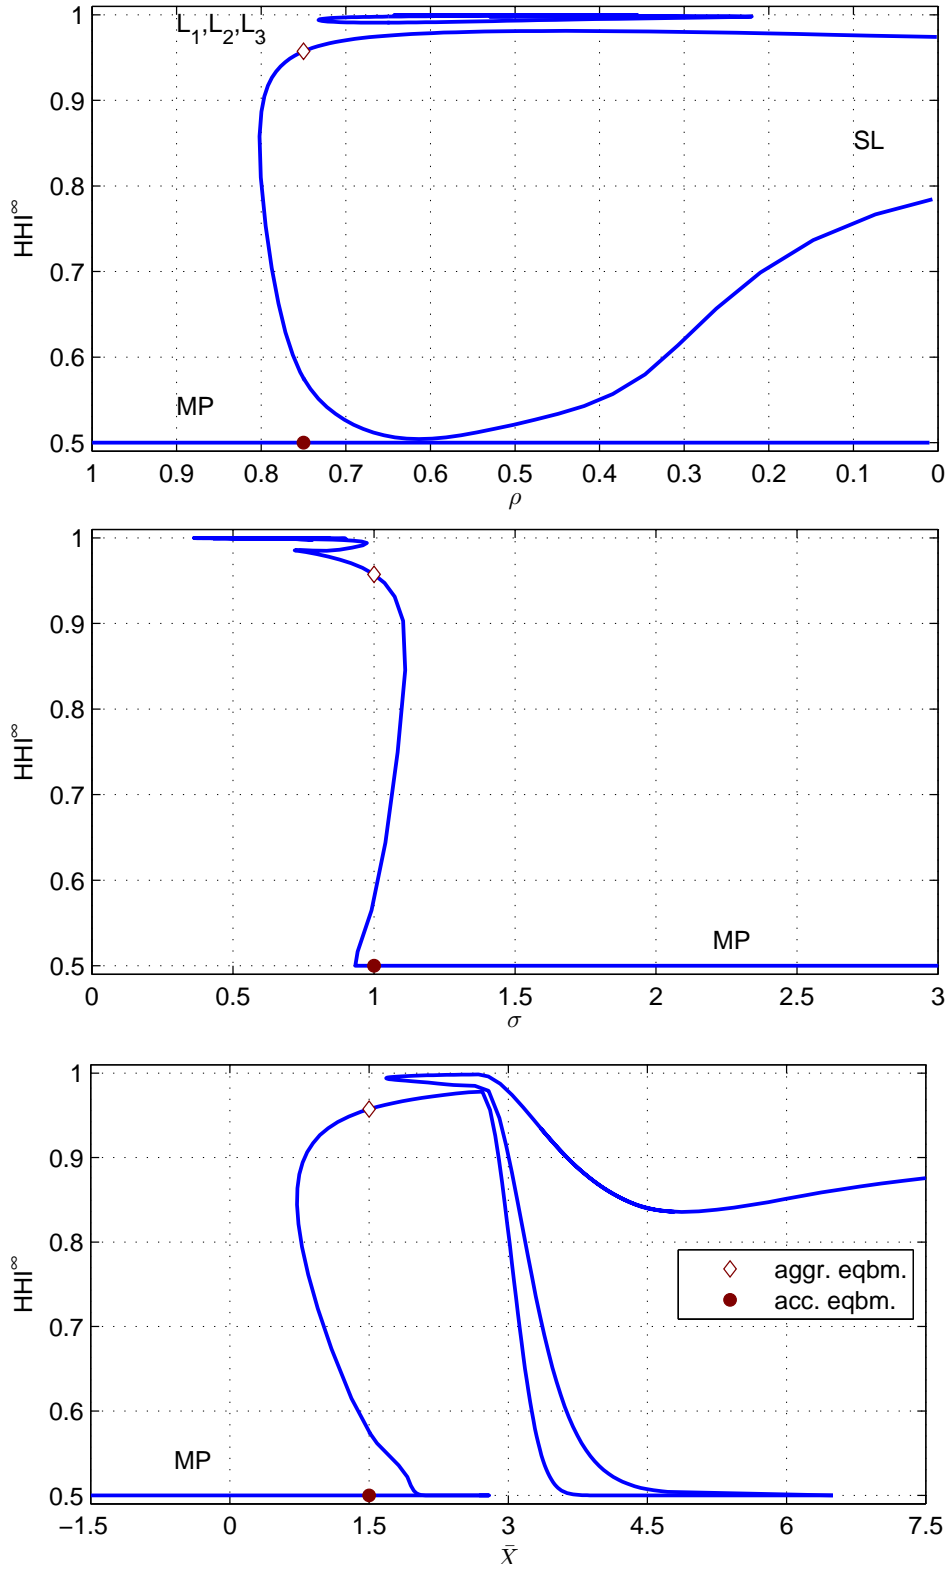 L1,L2,L3
1
0.9
0.8
0.7
0.6
0.5
HHI∞
SL
MP
1 0.9 0.8 0.7 0.6 0.5 0.4 0.3 0.2 0.1 0
ρ
1
0.9
0.8
0.7
0.6
0.5
HHI∞
MP
0 0.5 1 1.5 2 2.5 3
σ
1
0.9
0.8
0.7
0.6
0.5
HHI∞
aggr. eqbm.
acc. eqbm.
MP
−1.5 0 1.5 3 4.5 6 7.5
X̄